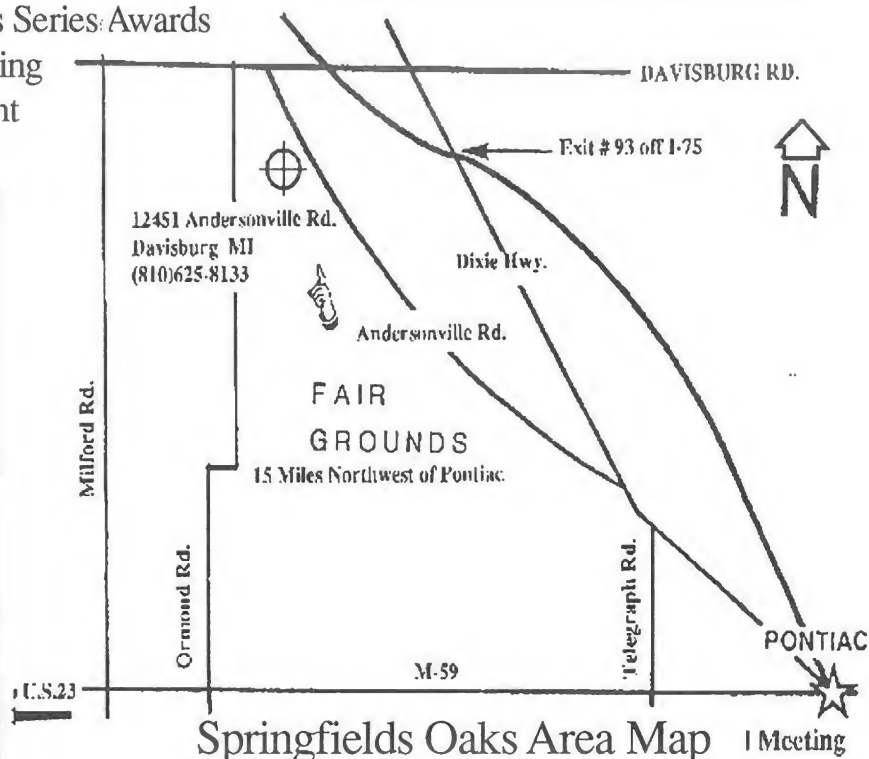 s Series Awards
ing
nt
DAVISBURG RD.
Exit # 93 off I-75
N
12451 Andersonville Rd.
Davisburg MI
(810)625-8133
Dixie Hwy.
Andersonville Rd.
FAIR
GROUNDS
15 Miles Northwest of Pontiac
Milford Rd.
Ormond Rd.
Telegraph Rd.
PONTIAC
M-59
U.S.23
Springfields Oaks Area Map
l Meeting